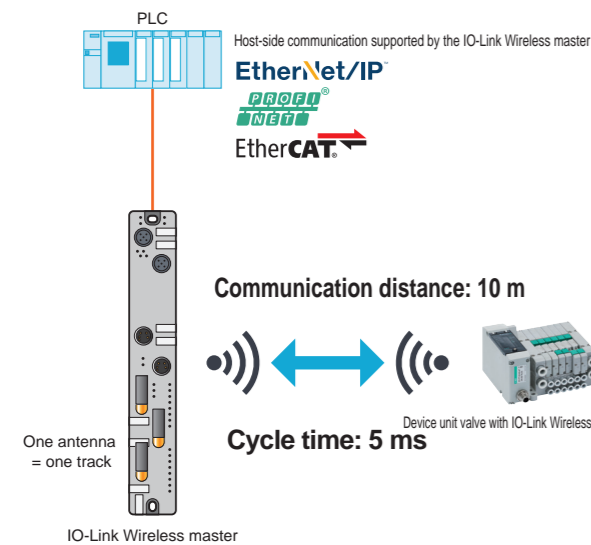 PLC
Host-side communication supported by the IO-Link Wireless master
EtherNet/IP™
PROFI®
NET
EtherCAT®
Communication distance: 10 m
Device unit valve with IO-Link Wireless
Cycle time: 5 ms
One antenna
= one track
IO-Link Wireless master